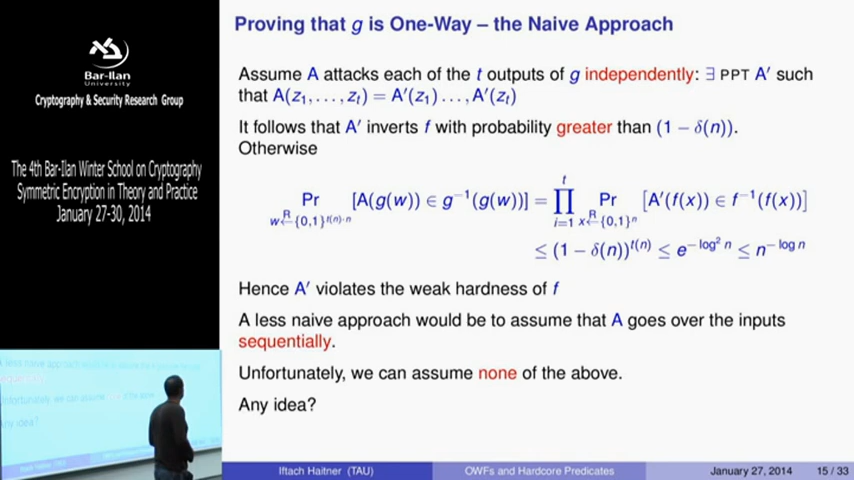 Bar-Ilan
University
Cryptography & Security Research Group
The 4th Bar-Ilan Winter School on Cryptography
Symmetric Encryption in Theory and Practice
January 27-30, 2014
Proving that g is One-Way – the Naive Approach
Assume A attacks each of the t outputs of g independently: ∃ PPT A′ such
that A(z₁, . . . , zₜ) = A′(z₁) . . . , A′(zₜ)
It follows that A′ inverts f with probability greater than (1 − δ(n)).
Otherwise
Pr_{w ←^R {0,1}^{t(n)·n}} [A(g(w)) ∈ g⁻¹(g(w))] = ∏_{i=1}^{t} Pr_{x ←^R {0,1}^n} [A′(f(x)) ∈ f⁻¹(f(x))]
≤ (1 − δ(n))^{t(n)} ≤ e^{− log² n} ≤ n^{− log n}
Hence A′ violates the weak hardness of f
A less naive approach would be to assume that A goes over the inputs
sequentially.
Unfortunately, we can assume none of the above.
Any idea?
Iftach Haitner (TAU) OWFs and Hardcore Predicates January 27, 2014 15 / 33